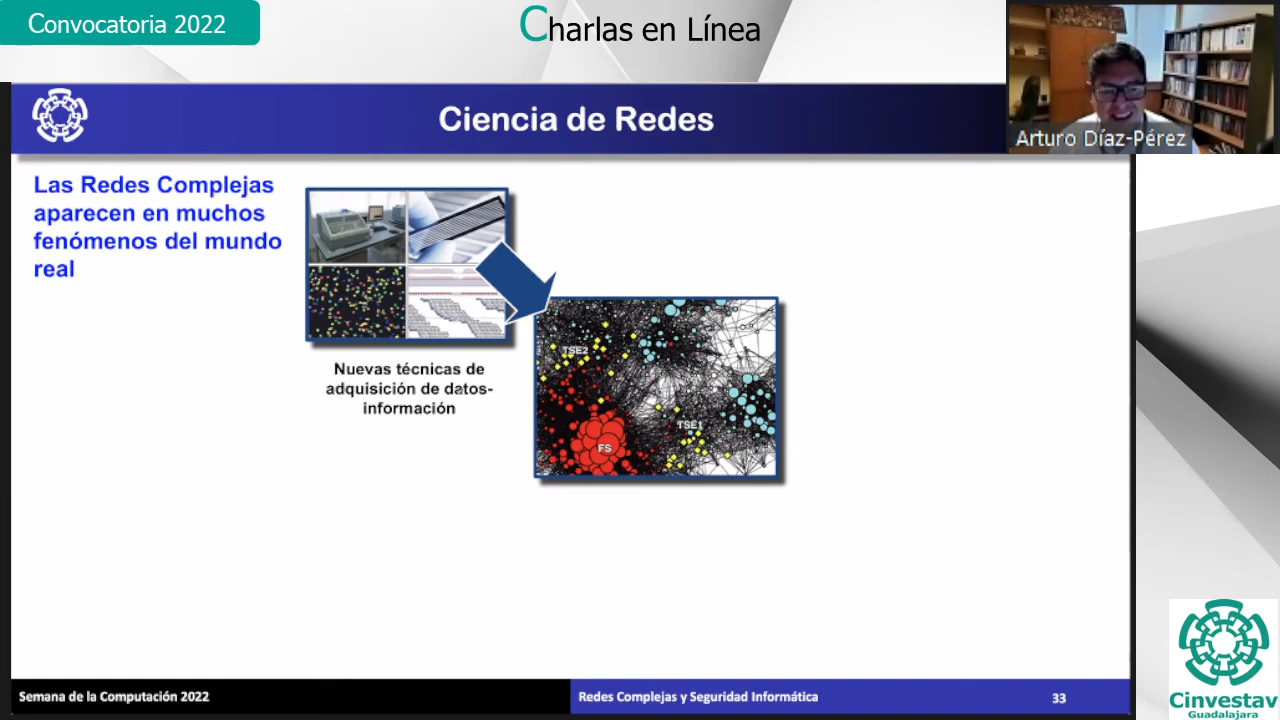 Convocatoria 2022
Charlas en Línea
Arturo Díaz-Pérez
Ciencia de Redes
Las Redes Complejas
aparecen en muchos
fenómenos del mundo
real
Nuevas técnicas de
adquisición de datos-
información
TSE2
TSE1
FS
Semana de la Computación 2022
Redes Complejas y Seguridad Informática
33
Cinvestav
Guadalajara